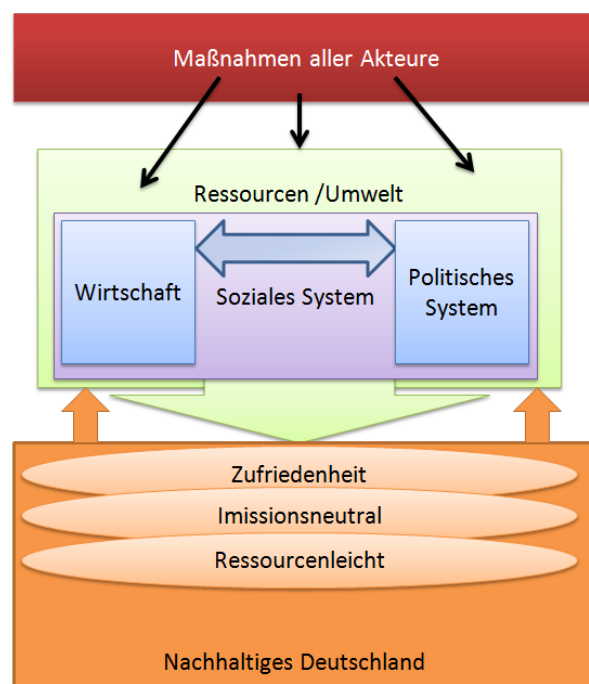 Maßnahmen aller Akteure
Ressourcen /Umwelt
Wirtschaft
Soziales System
Politisches
System
Zufriedenheit
Imissionsneutral
Ressourcenleicht
Nachhaltiges Deutschland